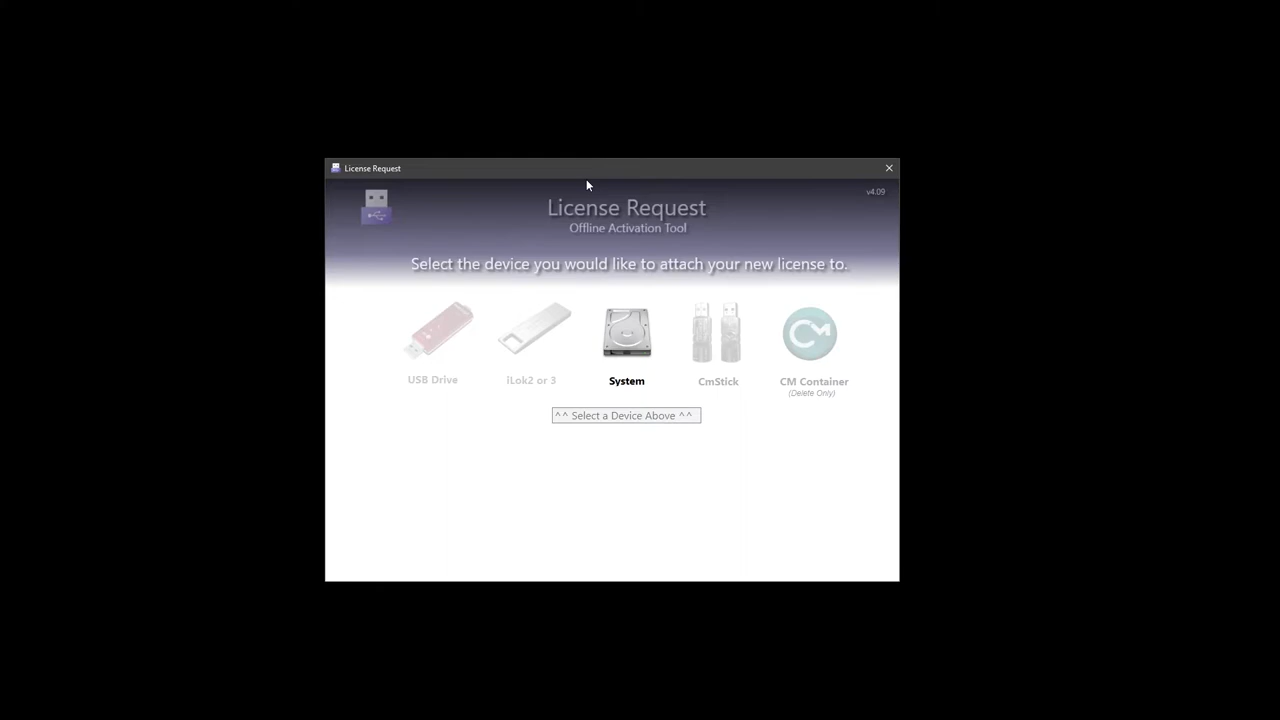 License Request
v4.09
License Request
Offline Activation Tool
Select the device you would like to attach your new license to.
USB Drive
iLok2 or 3
System
CmStick
CM Container
(Delete Only)
^^ Select a Device Above ^^